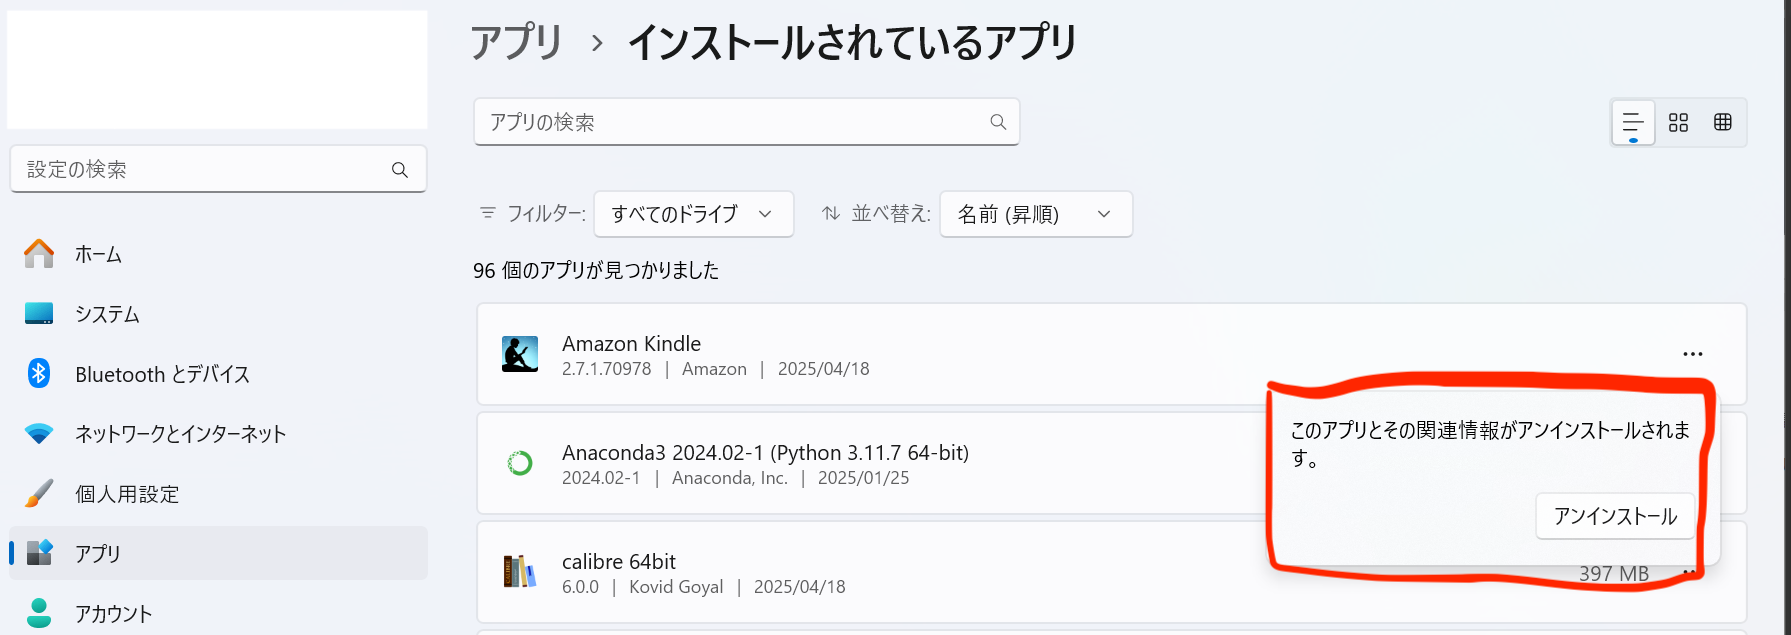 アプリ › インストールされているアプリ
アプリの検索
設定の検索
フィルター: すべてのドライブ 並べ替え: 名前 (昇順)
96 個のアプリが見つかりました
ホーム
システム
Bluetooth とデバイス
ネットワークとインターネット
個人用設定
アプリ
アカウント
Amazon Kindle
2.7.1.70978 | Amazon | 2025/04/18
Anaconda3 2024.02-1 (Python 3.11.7 64-bit)
2024.02-1 | Anaconda, Inc. | 2025/01/25
calibre 64bit
6.0.0 | Kovid Goyal | 2025/04/18
397 MB
このアプリとその関連情報がアンインストールされま
す。
アンインストール